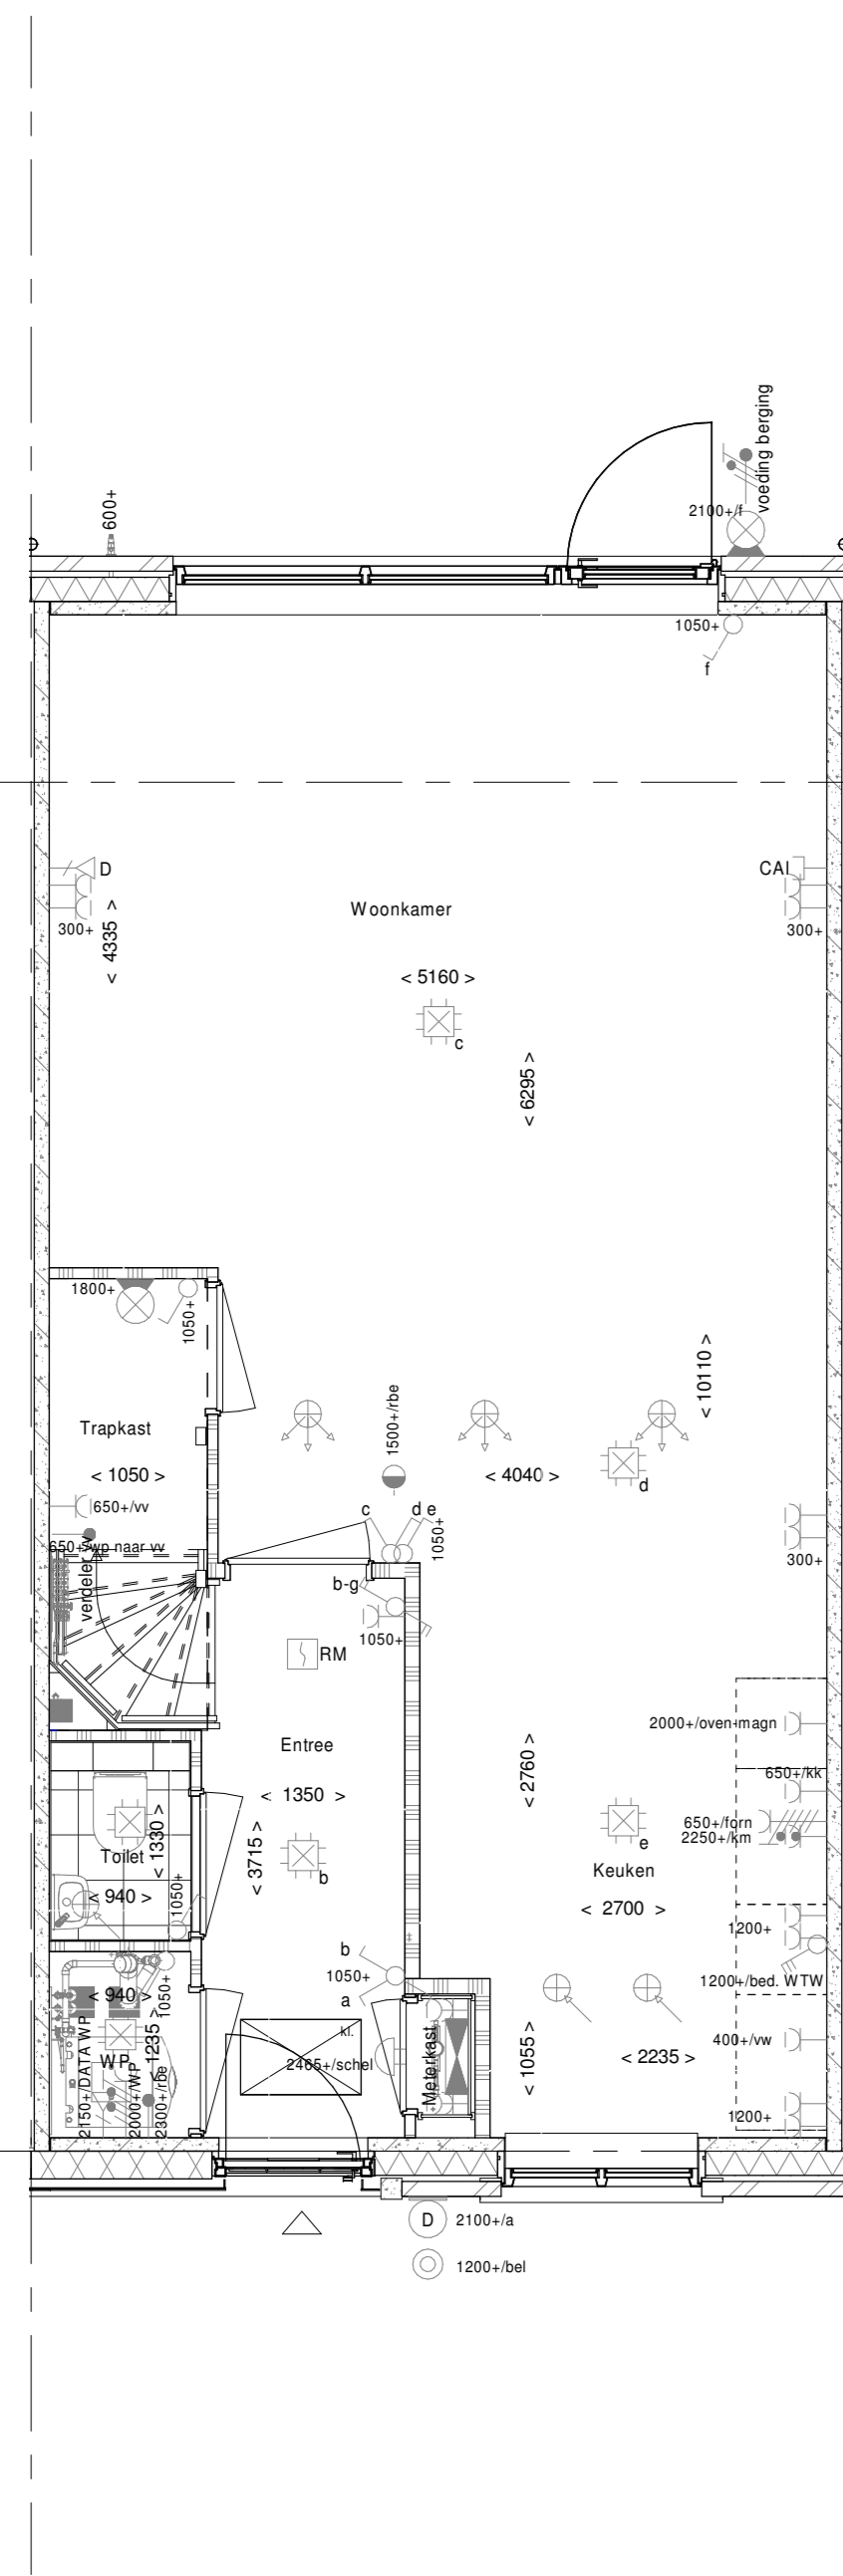 voeding berging
600+
2100+/f
1050+
f
D
CAI
300+
300+
Woonkamer
< 4335 >
< 5160 >
c
< 6295 >
1800+
1050+
< 10110 >
1500+/rbe
Trapkast
< 1050 >
< 4040 >
d
650+/vv
c
d e
1050+
650+/wp naar vv
verdeler vv
300+
b-g
1050+
RM
2000+/oven-magn
Entree
650+/kk
< 1350 >
< 2760 >
650+/forn
2250+/km
< 1330 >
Toilet
< 3715 >
b
e
Keuken
< 940 >
1050+
< 2700 >
1200+
b
1050+
a
1200+/bed. WTW
< 940 >
1050+
kl.
WP
< 1235 >
2465+/schel
Meterkast
< 1055 >
< 2235 >
400+/vw
2150+/DATA WP
2000+/WP
2300+/rbe
1200+
D
2100+/a
1200+/bel